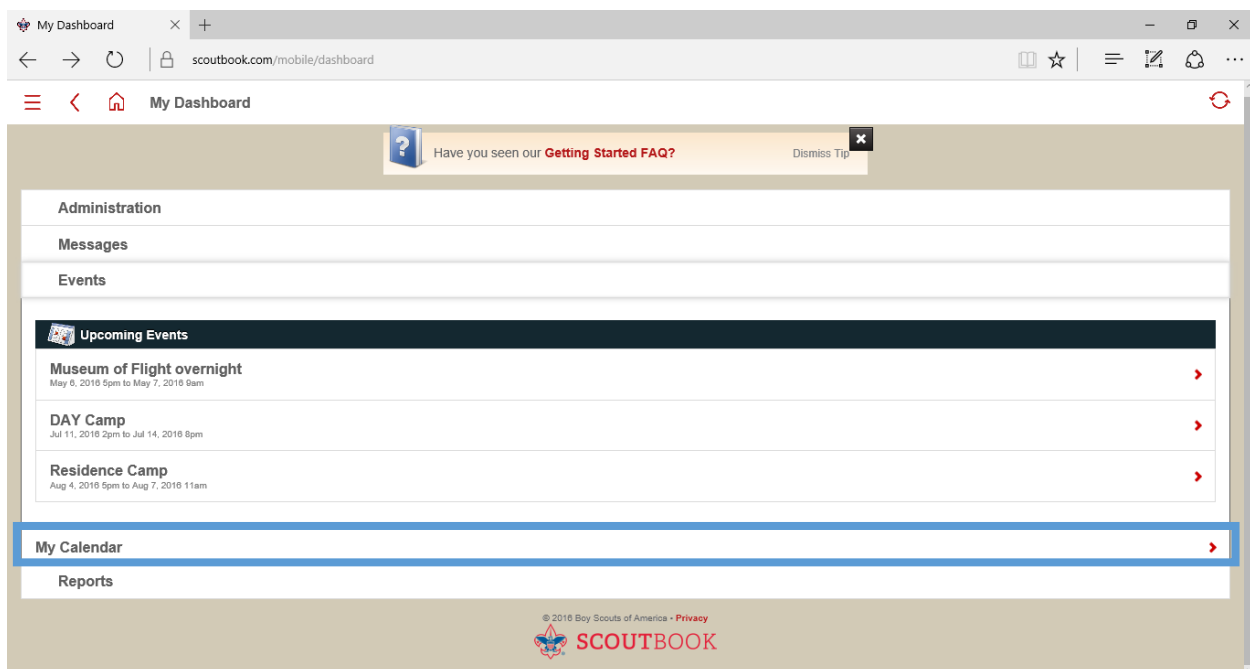 My Dashboard
scoutbook.com/mobile/dashboard
My Dashboard
Have you seen our Getting Started FAQ? Dismiss Tip
Administration
Messages
Events
Upcoming Events
Museum of Flight overnight
May 6, 2016 5pm to May 7, 2016 9am
DAY Camp
Jul 11, 2016 2pm to Jul 14, 2016 8pm
Residence Camp
Aug 4, 2016 5pm to Aug 7, 2016 11am
My Calendar
Reports
© 2016 Boy Scouts of America - Privacy
SCOUTBOOK